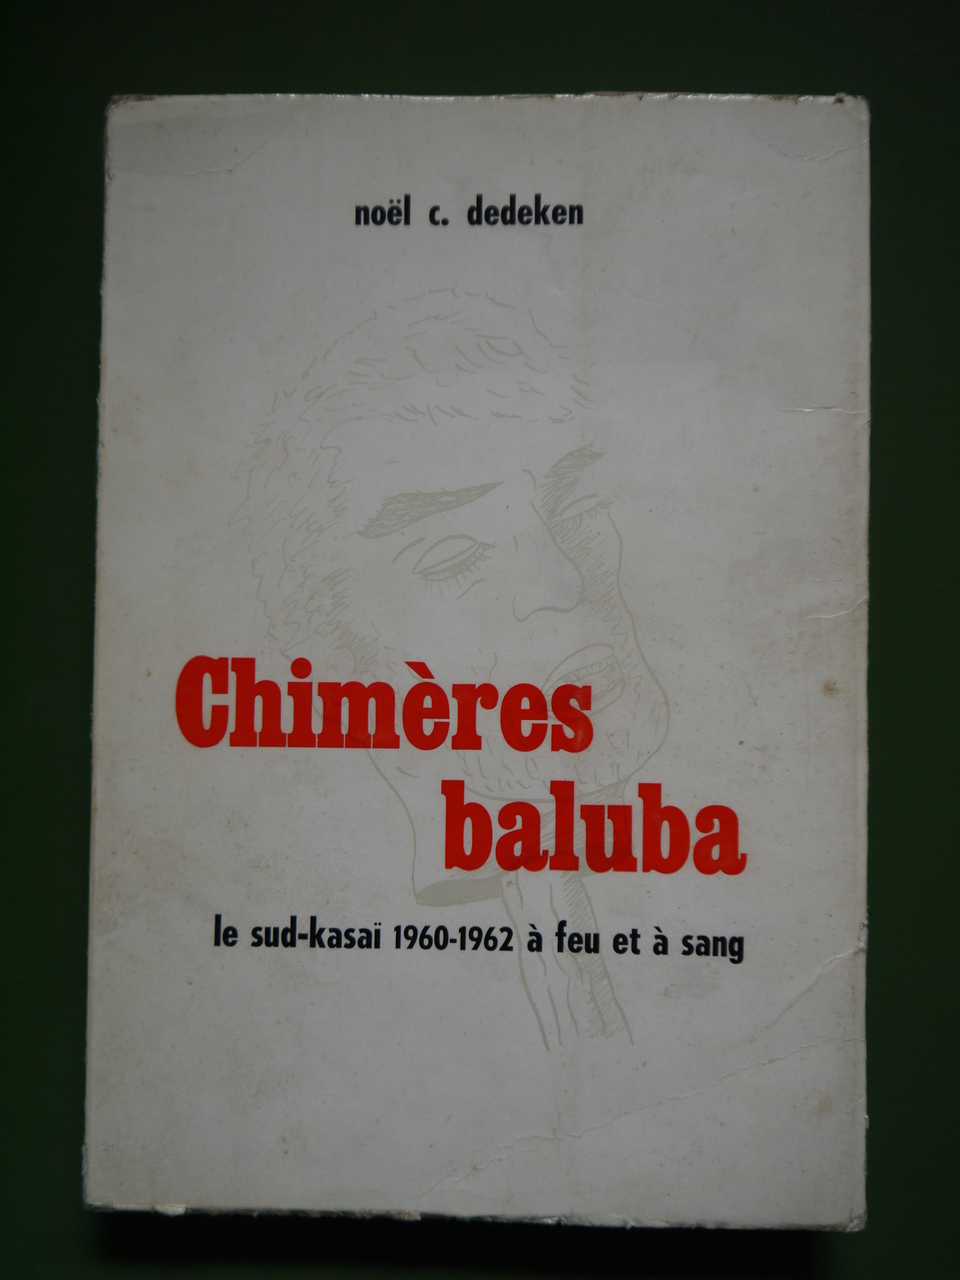 noël c. dedeken
Chimères
baluba
le sud-kasaï 1960-1962 à feu et à sang